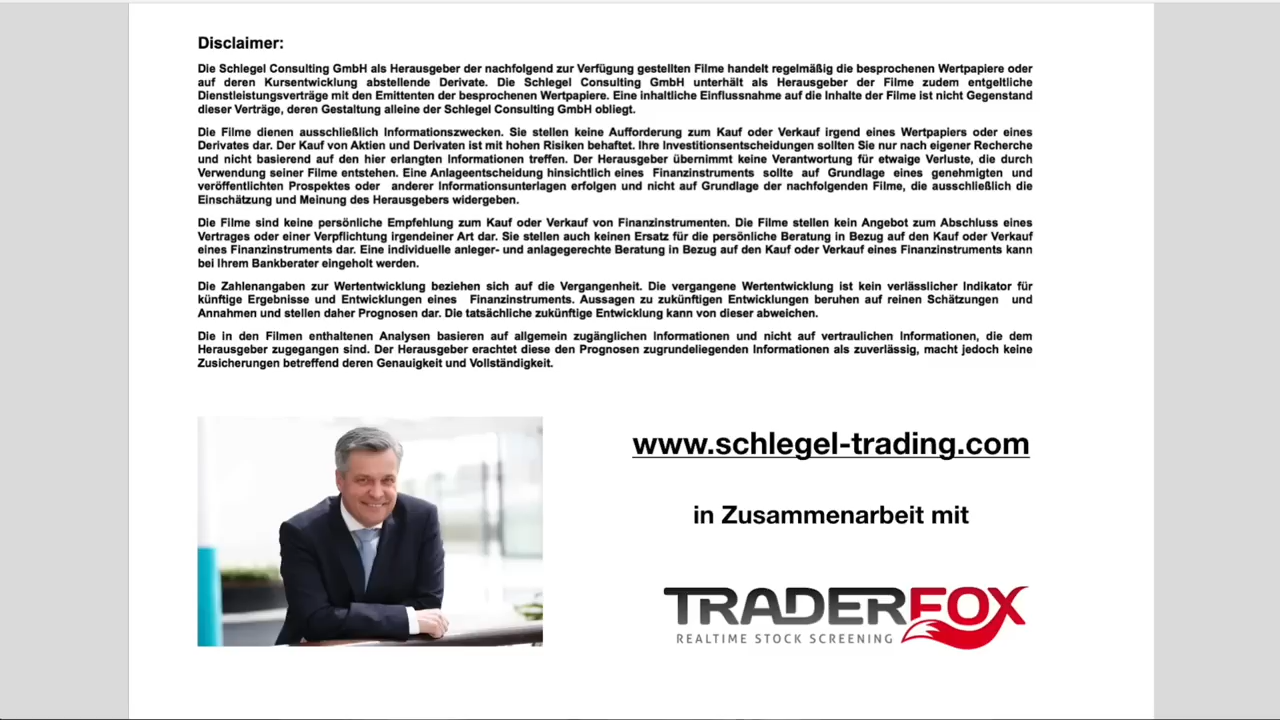 Disclaimer:
Die Schlegel Consulting GmbH als Herausgeber der nachfolgend zur Verfügung gestellten Filme handelt regelmäßig die besprochenen Wertpapiere oder
auf deren Kursentwicklung abstellende Derivate. Die Schlegel Consulting GmbH unterhält als Herausgeber der Filme zudem entgeltliche
Dienstleistungsverträge mit den Emittenten der besprochenen Wertpapiere. Eine inhaltliche Einflussnahme auf die Inhalte der Filme ist nicht Gegenstand
dieser Verträge, deren Gestaltung alleine der Schlegel Consulting GmbH obliegt.
Die Filme dienen ausschließlich Informationszwecken. Sie stellen keine Aufforderung zum Kauf oder Verkauf irgend eines Wertpapiers oder eines
Derivates dar. Der Kauf von Aktien und Derivaten ist mit hohen Risiken behaftet. Ihre Investitionsentscheidungen sollten Sie nur nach eigener Recherche
und nicht basierend auf den hier erlangten Informationen treffen. Der Herausgeber übernimmt keine Verantwortung für etwaige Verluste, die durch
Verwendung seiner Filme entstehen. Eine Anlageentscheidung hinsichtlich eines Finanzinstruments sollte auf Grundlage eines genehmigten und
veröffentlichten Prospektes oder anderer Informationsunterlagen erfolgen und nicht auf Grundlage der nachfolgenden Filme, die ausschließlich die
Einschätzung und Meinung des Herausgebers widergeben.
Die Filme sind keine persönliche Empfehlung zum Kauf oder Verkauf von Finanzinstrumenten. Die Filme stellen kein Angebot zum Abschluss eines
Vertrages oder einer Verpflichtung irgendeiner Art dar. Sie stellen auch keinen Ersatz für die persönliche Beratung in Bezug auf den Kauf oder Verkauf
eines Finanzinstruments dar. Eine individuelle anleger- und anlagegerechte Beratung in Bezug auf den Kauf oder Verkauf eines Finanzinstruments kann
bei Ihrem Bankberater eingeholt werden.
Die Zahlenangaben zur Wertentwicklung beziehen sich auf die Vergangenheit. Die vergangene Wertentwicklung ist kein verlässlicher Indikator für
künftige Ergebnisse und Entwicklungen eines Finanzinstruments. Aussagen zu zukünftigen Entwicklungen beruhen auf reinen Schätzungen und
Annahmen und stellen daher Prognosen dar. Die tatsächliche zukünftige Entwicklung kann von dieser abweichen.
Die in den Filmen enthaltenen Analysen basieren auf allgemein zugänglichen Informationen und nicht auf vertraulichen Informationen, die dem
Herausgeber zugegangen sind. Der Herausgeber erachtet diese den Prognosen zugrundeliegenden Informationen als zuverlässig, macht jedoch keine
Zusicherungen betreffend deren Genauigkeit und Vollständigkeit.
www.schlegel-trading.com
in Zusammenarbeit mit
TRADERFOX
REALTIME STOCK SCREENING